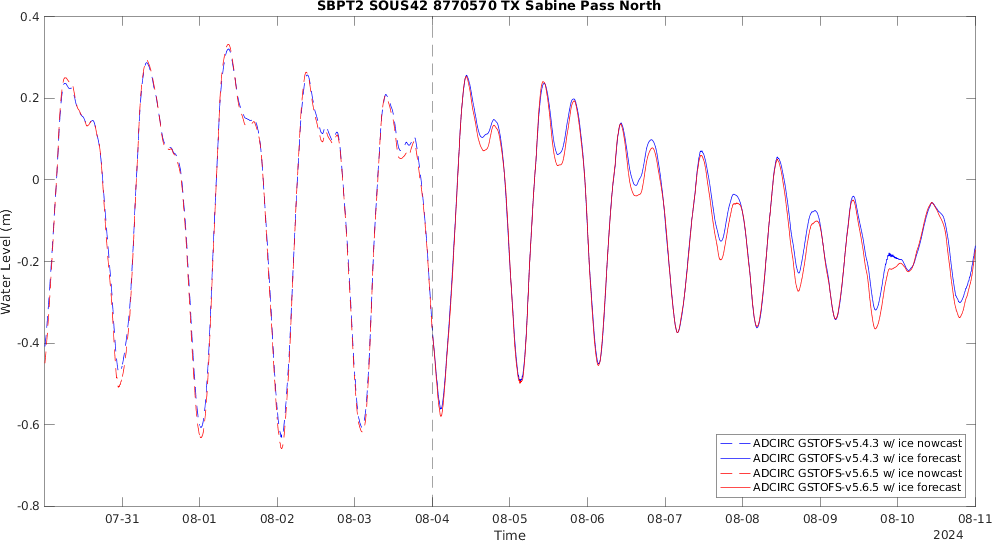 SBPT2 SOUS42 8770570 TX Sabine Pass North
Water Level (m)
0.4
0.2
0
-0.2
-0.4
-0.6
-0.8
ADCIRC GSTOFS-v5.4.3 w/ ice nowcast
ADCIRC GSTOFS-v5.4.3 w/ ice forecast
ADCIRC GSTOFS-v5.6.5 w/ ice nowcast
ADCIRC GSTOFS-v5.6.5 w/ ice forecast
07-31 08-01 08-02 08-03 08-04 08-05 08-06 08-07 08-08 08-09 08-10 08-11
Time
2024